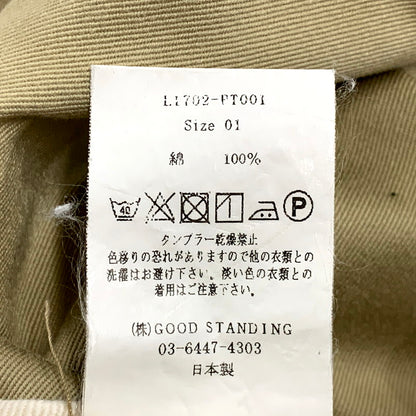 L1702-PT001
Size 01
綿 100%
40 P
タンブラー乾燥禁止
色移りの恐れがありますので他の衣類との
洗濯はお避け下さい。淡い色の衣類との
着用はご注意下さい。
(株)GOOD STANDING
03-6447-4303
日本製